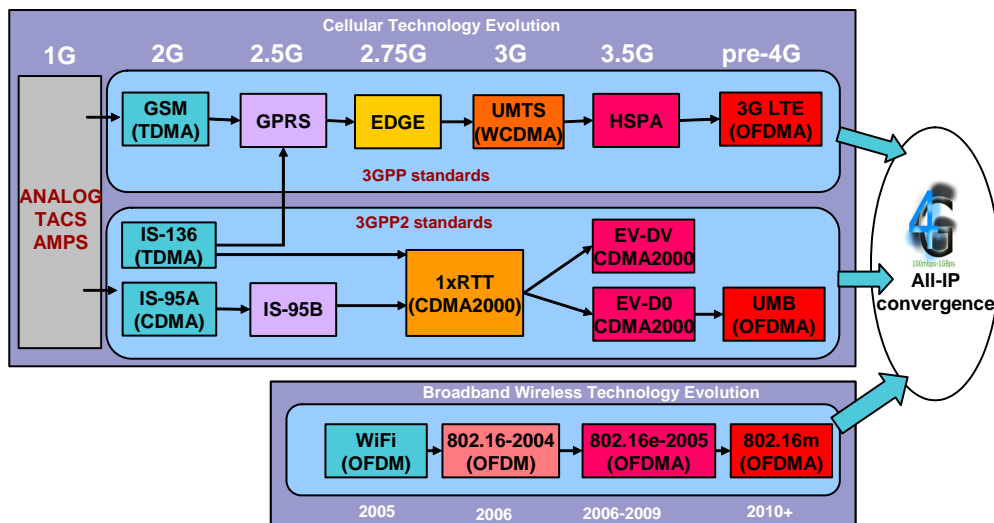 Cellular Technology Evolution
1G 2G 2.5G 2.75G 3G 3.5G pre-4G
GSM
(TDMA)
GPRS
EDGE
UMTS
(WCDMA)
HSPA
3G LTE
(OFDMA)
3GPP standards
ANALOG
TACS
AMPS
3GPP2 standards
IS-136
(TDMA)
IS-95A
(CDMA)
IS-95B
1xRTT
(CDMA2000)
EV-DV
CDMA2000
EV-D0
CDMA2000
UMB
(OFDMA)
4G
100mbps-1GBps
All-IP
convergence
Broadband Wireless Technology Evolution
WiFi
(OFDM)
802.16-2004
(OFDM)
802.16e-2005
(OFDMA)
802.16m
(OFDMA)
2005 2006 2006-2009 2010+